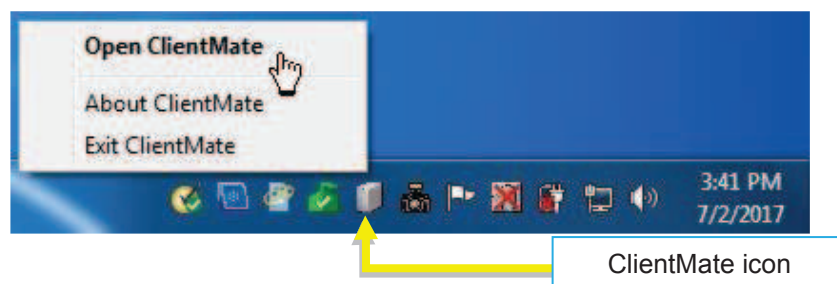 Open ClientMate
About ClientMate
Exit ClientMate
3:41 PM
7/2/2017
ClientMate icon